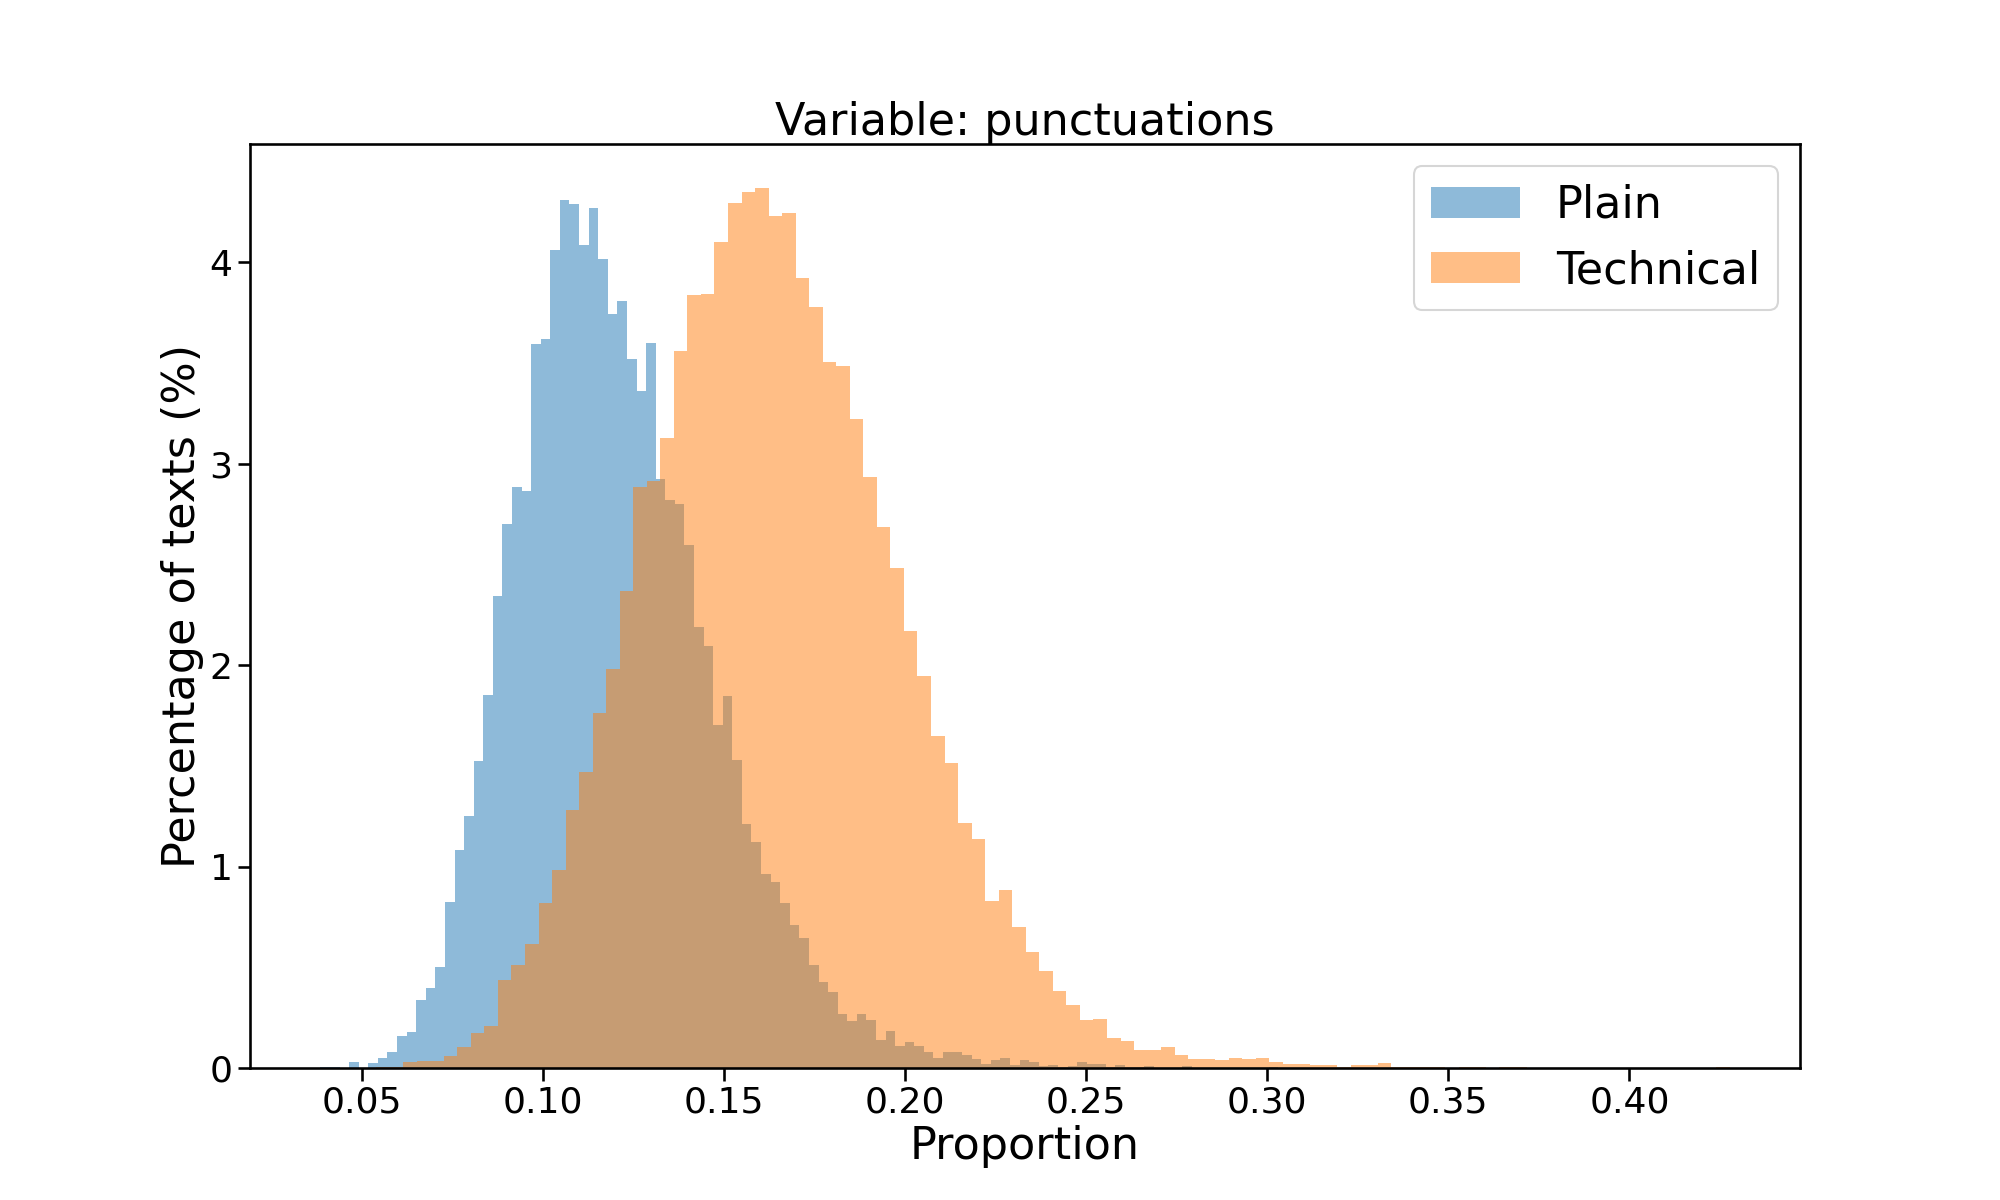 Variable: punctuations
Plain
Technical
Percentage of texts (%)
4
3
2
1
0
0.05 0.10 0.15 0.20 0.25 0.30 0.35 0.40
Proportion